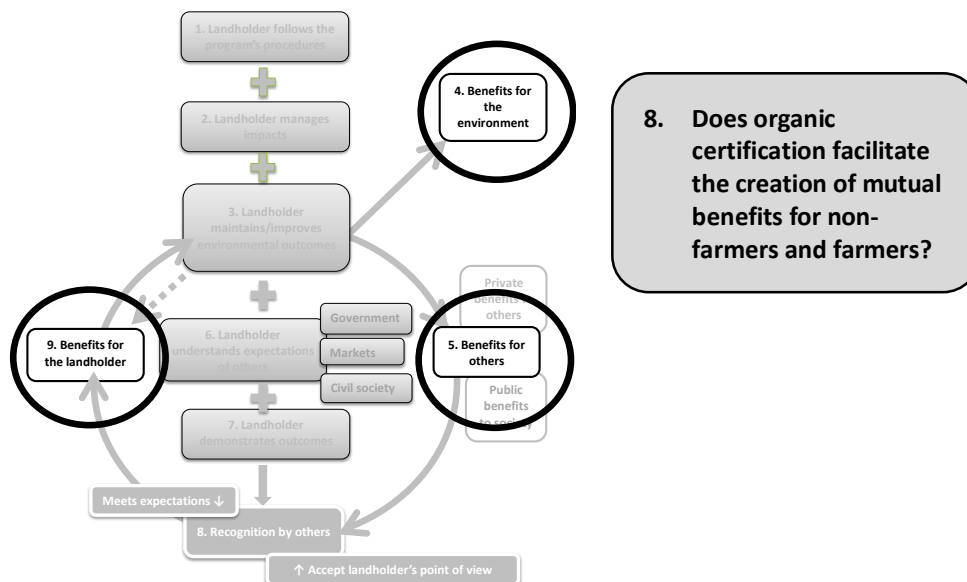 1. Landholder follows the
program's procedures
2. Landholder manages
impacts
3. Landholder
maintains/improves
environmental outcomes
4. Benefits for
the
environment
Private
benefits
others
Government
Markets
Civil society
6. Landholder
understands expectations
of others
9. Benefits for
the landholder
5. Benefits for
others
Public
benefits
to society
7. Landholder
demonstrates outcomes
Meets expectations ↓
8. Recognition by others
↑ Accept landholder's point of view
8. Does organic
certification facilitate
the creation of mutual
benefits for non-
farmers and farmers?